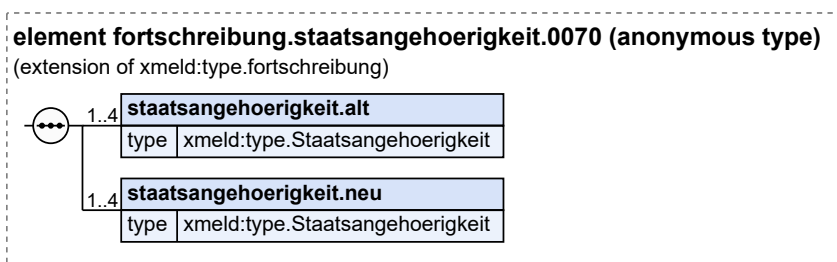 element fortschreibung.staatsangehoerigkeit.0070 (anonymous type)
(extension of xmeld:type.fortschreibung)
1..4 staatsangehoerigkeit.alt
type xmeld:type.Staatsangehoerigkeit
1..4 staatsangehoerigkeit.neu
type xmeld:type.Staatsangehoerigkeit